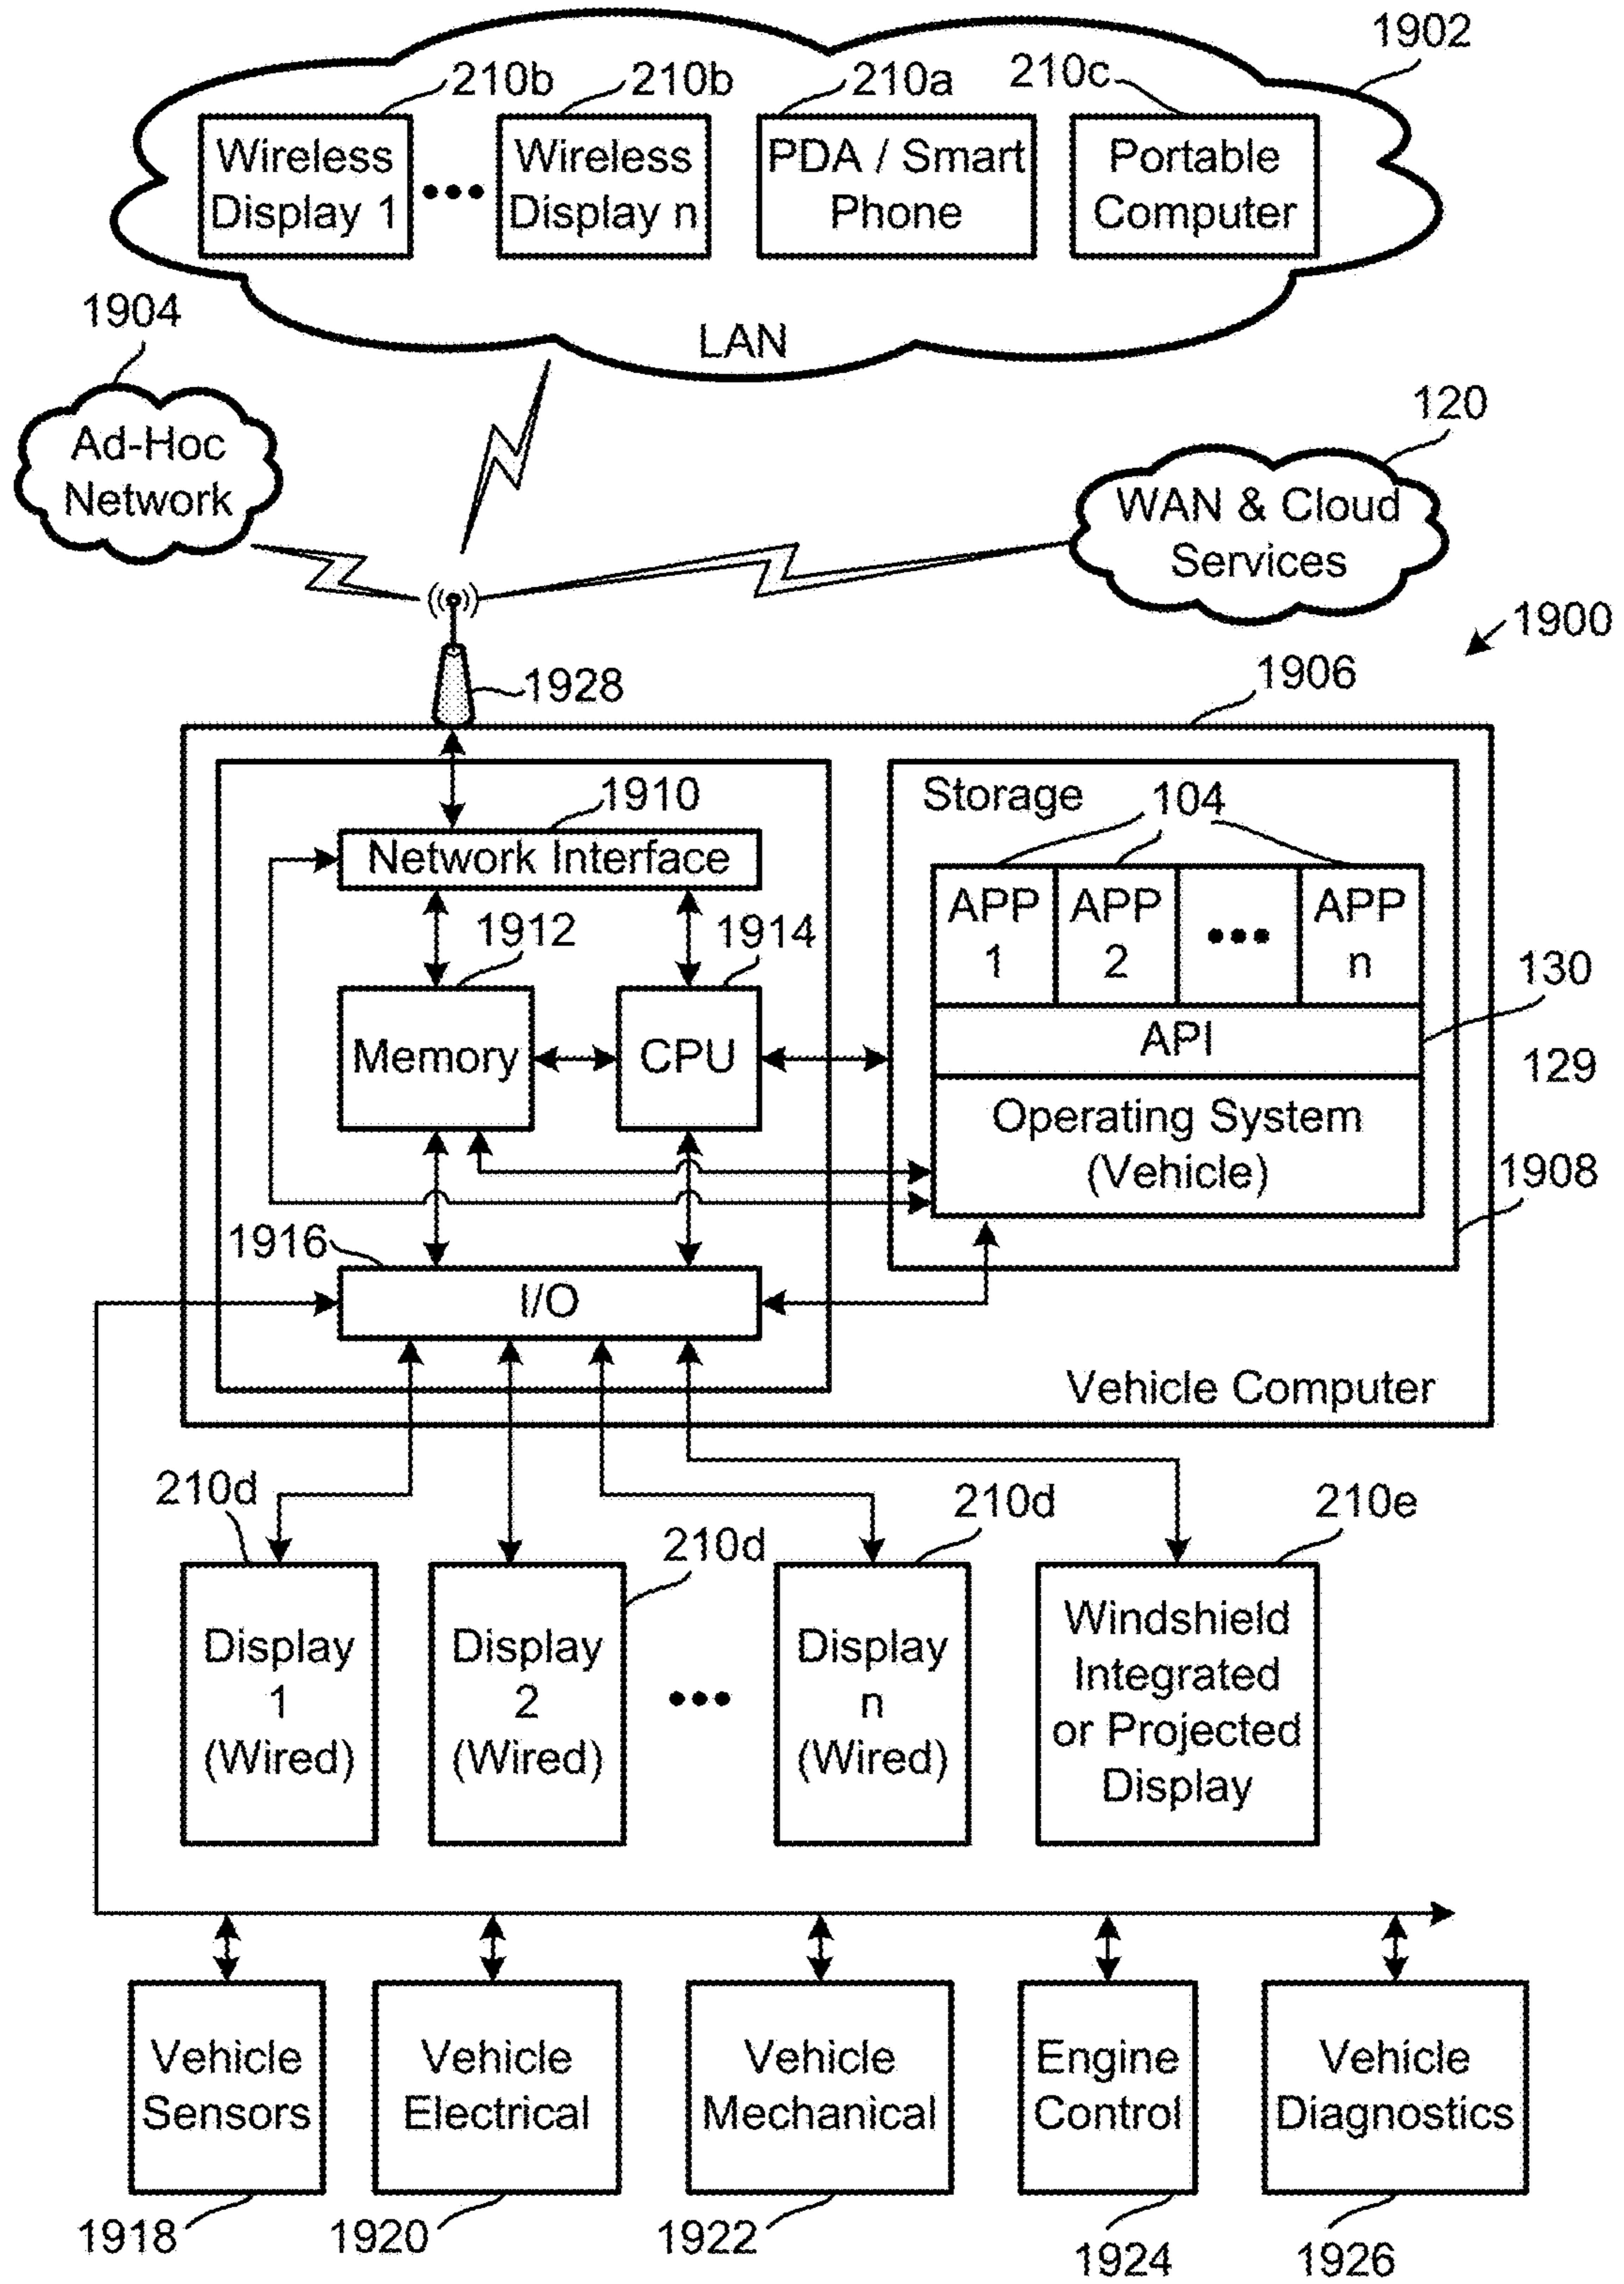 1902
210b
210b
210a
210c
Wireless
Display 1
Wireless
Display n
PDA / Smart
Phone
Portable
Computer
LAN
1904
Ad-Hoc
Network
120
WAN & Cloud
Services
1900
1928
1906
1910
Network Interface
Storage
104
APP
1
APP
2
APP
n
1912
1914
130
Memory
CPU
API
129
Operating System
(Vehicle)
1908
1916
I/O
Vehicle Computer
210d
210d
210d
210e
Display
1
(Wired)
Display
2
(Wired)
Display
n
(Wired)
Windshield
Integrated
or Projected
Display
Vehicle
Sensors
Vehicle
Electrical
Vehicle
Mechanical
Engine
Control
Vehicle
Diagnostics
1918
1920
1922
1924
1926